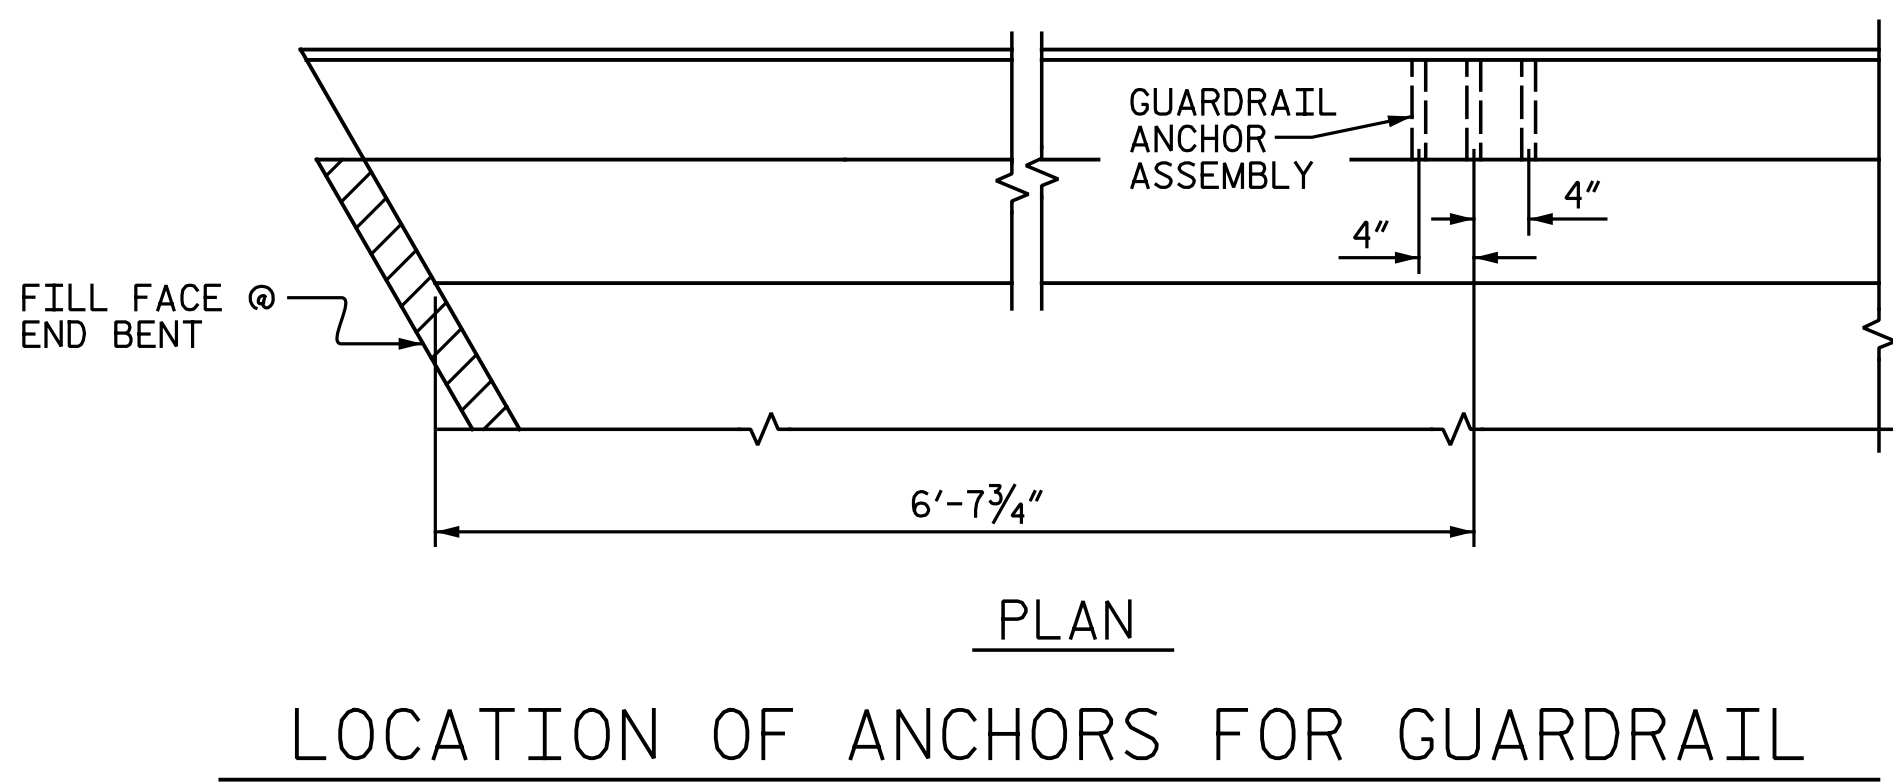 GUARDRAIL
ANCHOR
ASSEMBLY
4"
4"
FILL FACE @
END BENT
6'-7¾"
PLAN
LOCATION OF ANCHORS FOR GUARDRAIL